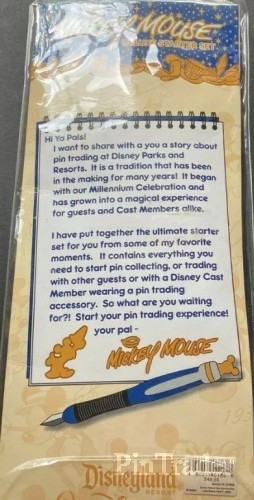 MICKEY MOUSE
STARTER SET
Hi Ya Pals!
I want to share with a you a story about
pin trading at Disney Parks and
Resorts. It is a tradition that has been
in the making for many years! It began
with our Millennium Celebration and
has grown into a magical experience
for guests and Cast Members alike.
I have put together the ultimate starter
set for you from some of my favorite
moments. It contains everything you
need to start pin collecting, or trading
with other guests or with a Disney Cast
Member wearing a pin trading
accessory. So what are you waiting
for?! Start your pin trading experience!
your pal -
MICKEY MOUSE
Disneyland
RESORT